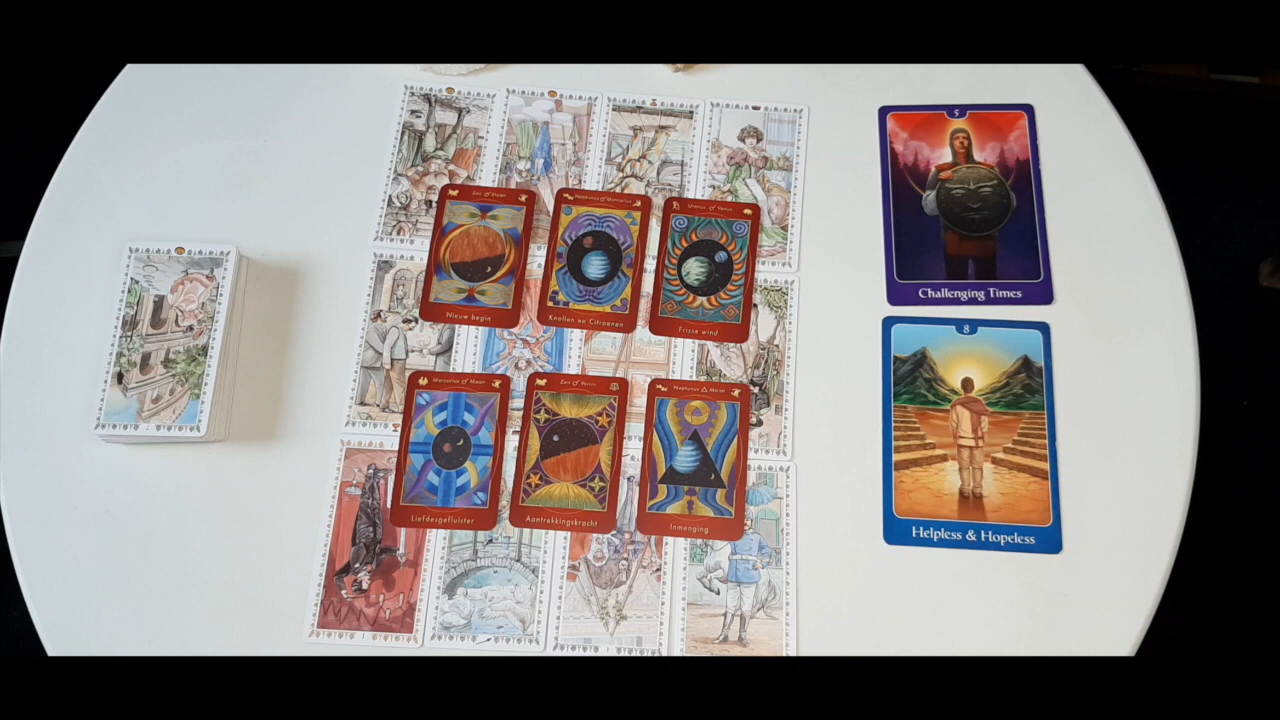 Zon ☌ Maan
Nieuw begin
Neptunus ☌ Mercurius
Knollen en Citroenen
Uranus ☌ Venus
Frisse wind
Mercurius ☌ Maan
Liefdesgefluister
Zon ☌ Venus
Aantrekkingskracht
Neptunus △ Maan
Inmenging
5
Challenging Times
8
Helpless & Hopeless